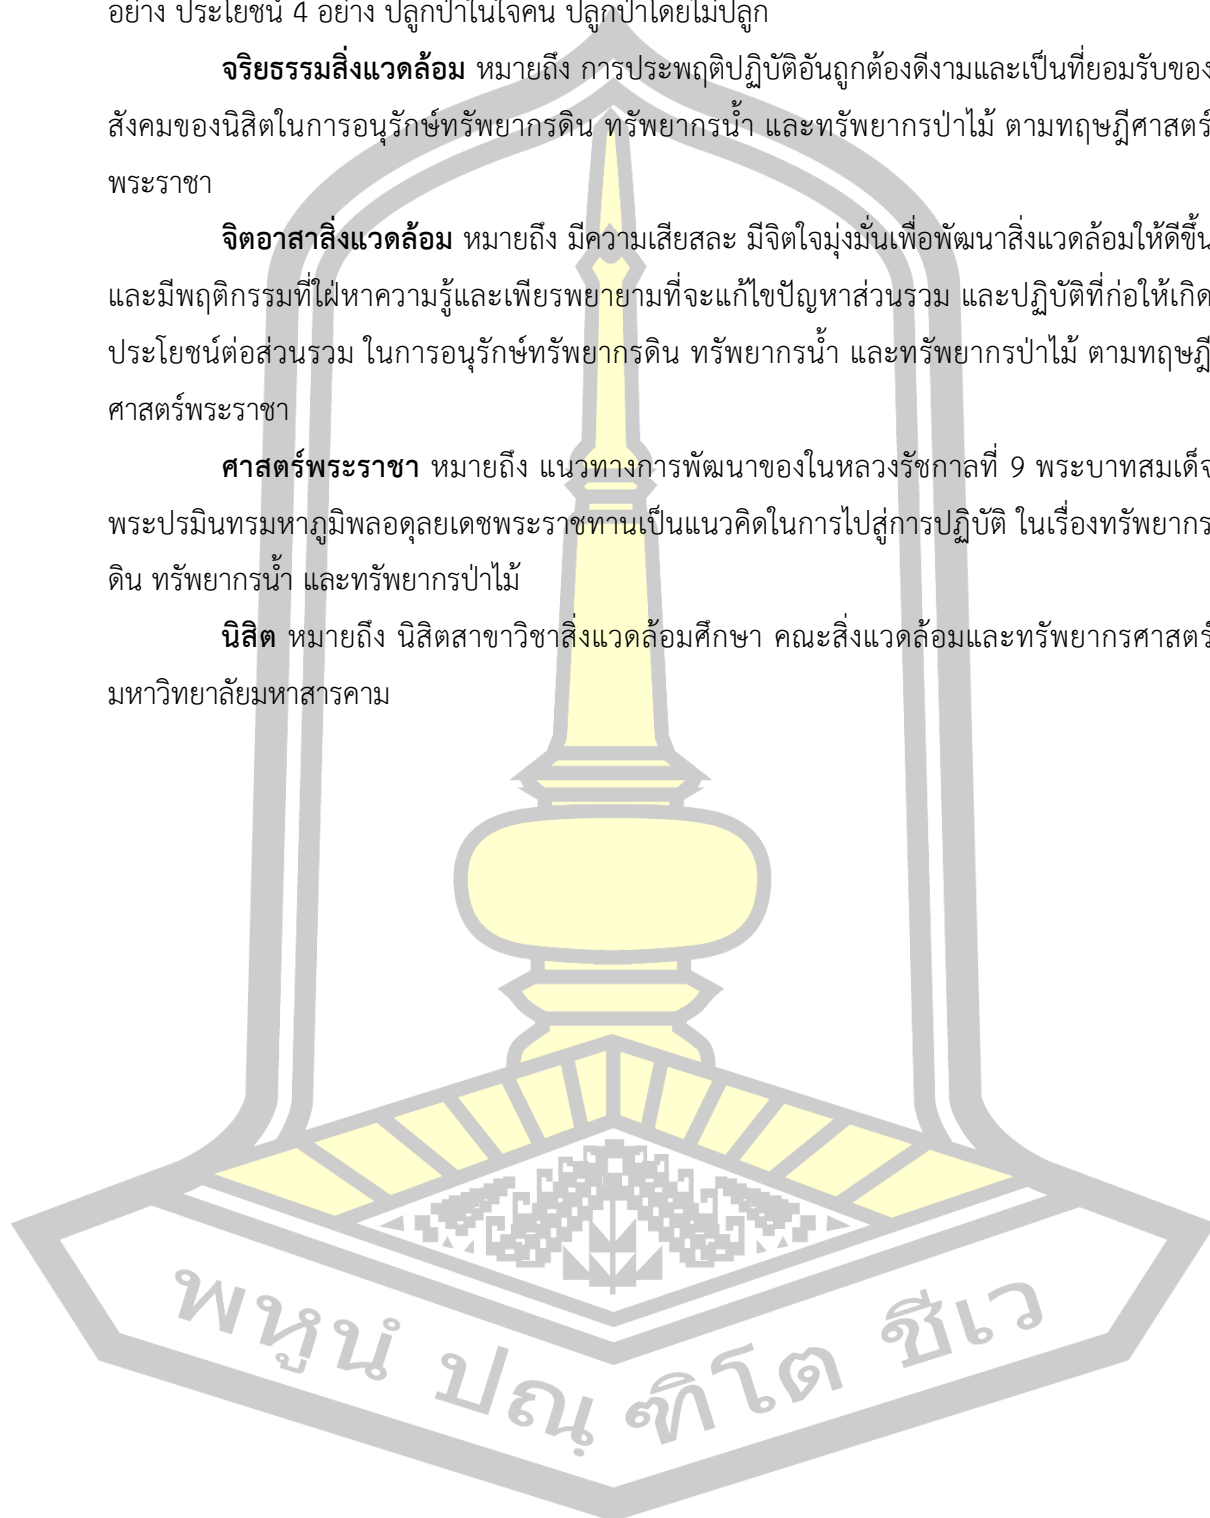 อย่าง ประโยชน์ 4 อย่าง ปลูกป่าในใจคน ปลูกป่าโดยไม่ปลูก
จริยธรรมสิ่งแวดล้อม หมายถึง การประพฤติปฏิบัติอันถูกต้องดีงามและเป็นที่ยอมรับของ
สังคมของนิสิตในการอนุรักษ์ทรัพยากรดิน ทรัพยากรน้ำ และทรัพยากรป่าไม้ ตามทฤษฎีศาสตร์
พระราชา
จิตอาสาสิ่งแวดล้อม หมายถึง มีความเสียสละ มีจิตใจมุ่งมั่นเพื่อพัฒนาสิ่งแวดล้อมให้ดีขึ้น
และมีพฤติกรรมที่ใฝ่หาความรู้และเพียรพยายามที่จะแก้ไขปัญหาส่วนรวม และปฏิบัติที่ก่อให้เกิด
ประโยชน์ต่อส่วนรวม ในการอนุรักษ์ทรัพยากรดิน ทรัพยากรน้ำ และทรัพยากรป่าไม้ ตามทฤษฎี
ศาสตร์พระราชา
ศาสตร์พระราชา หมายถึง แนวทางการพัฒนาของในหลวงรัชกาลที่ 9 พระบาทสมเด็จ
พระปรมินทรมหาภูมิพลอดุลยเดชพระราชทานเป็นแนวคิดในการไปสู่การปฏิบัติ ในเรื่องทรัพยากร
ดิน ทรัพยากรน้ำ และทรัพยากรป่าไม้
นิสิต หมายถึง นิสิตสาขาวิชาสิ่งแวดล้อมศึกษา คณะสิ่งแวดล้อมและทรัพยากรศาสตร์
มหาวิทยาลัยมหาสารคาม
พหูนํ ปณฺฑิโต ชีเว